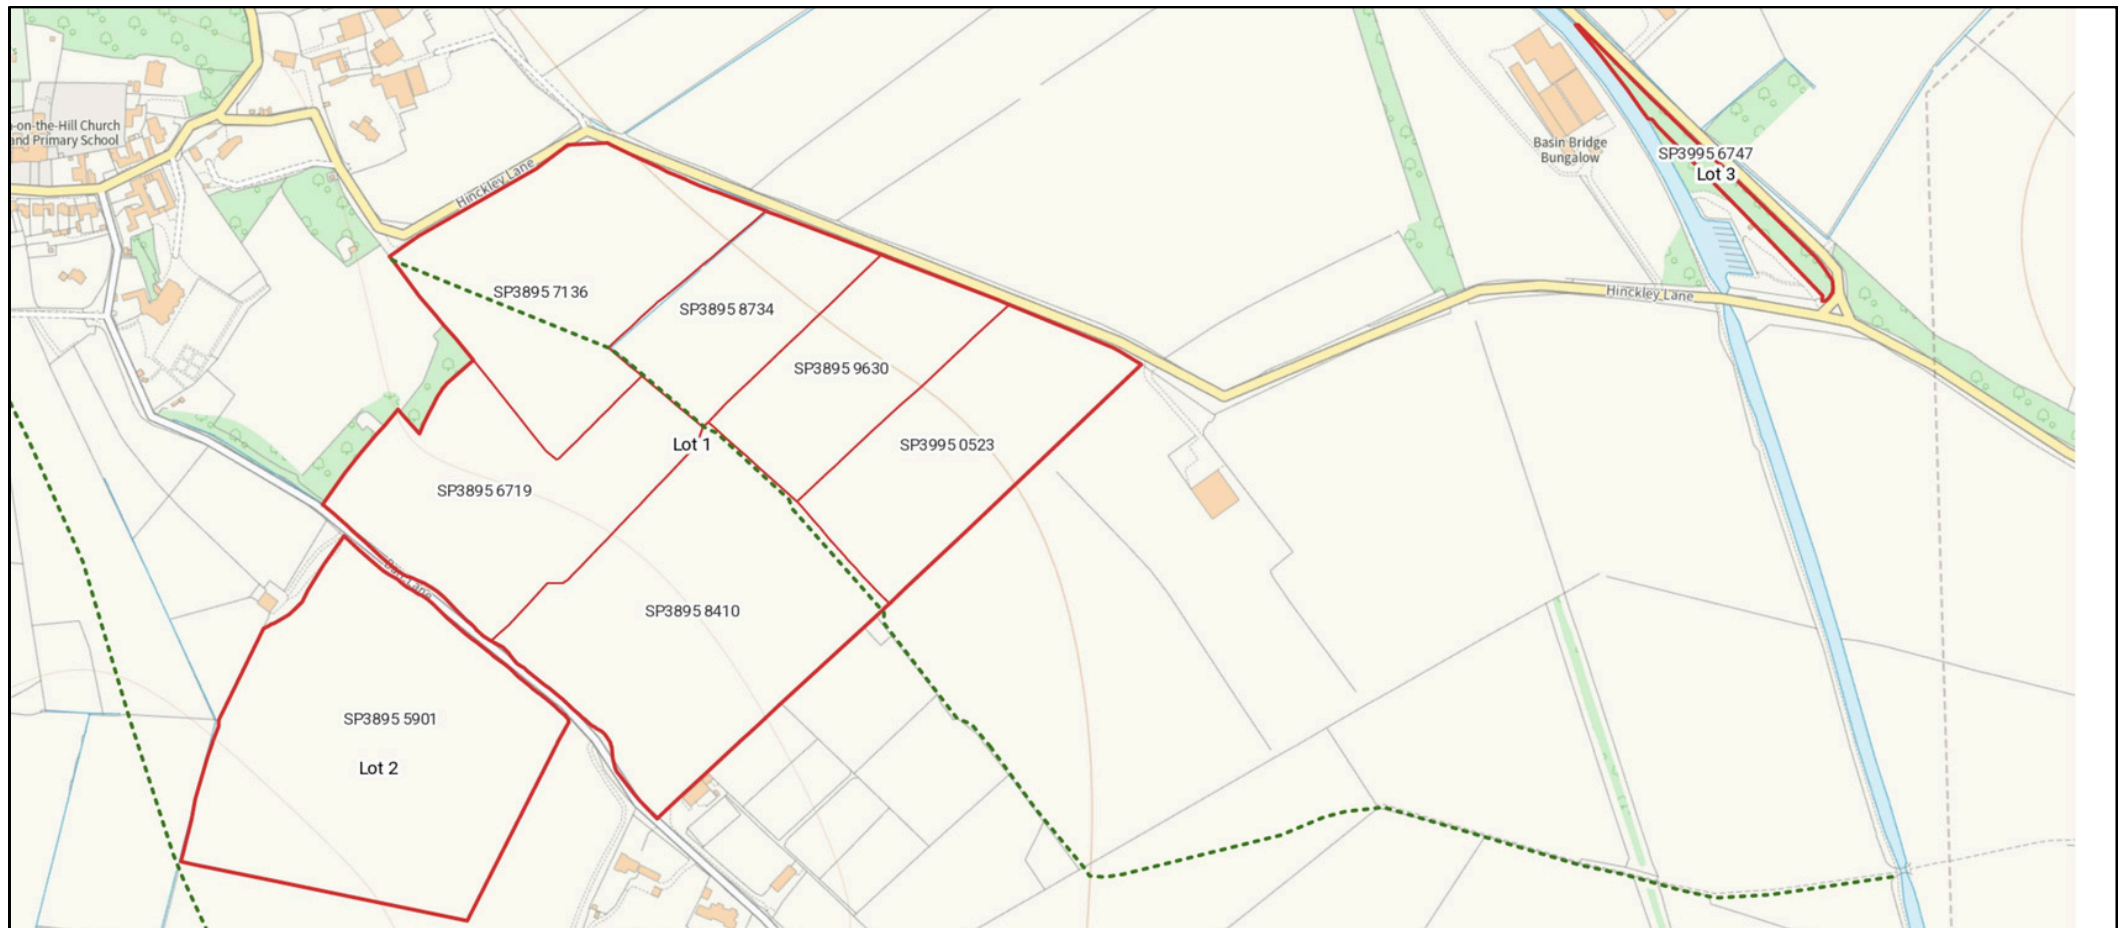 -on-the-Hill Church
and Primary School
Hinckley Lane
Basin Bridge
Bungalow
SP3995 6747
Lot 3
SP3895 7136
SP3895 8734
Hinckley Lane
SP3895 9630
Lot 1
SP3995 0523
SP3895 6719
Lane
SP3895 8410
SP3895 5901
Lot 2